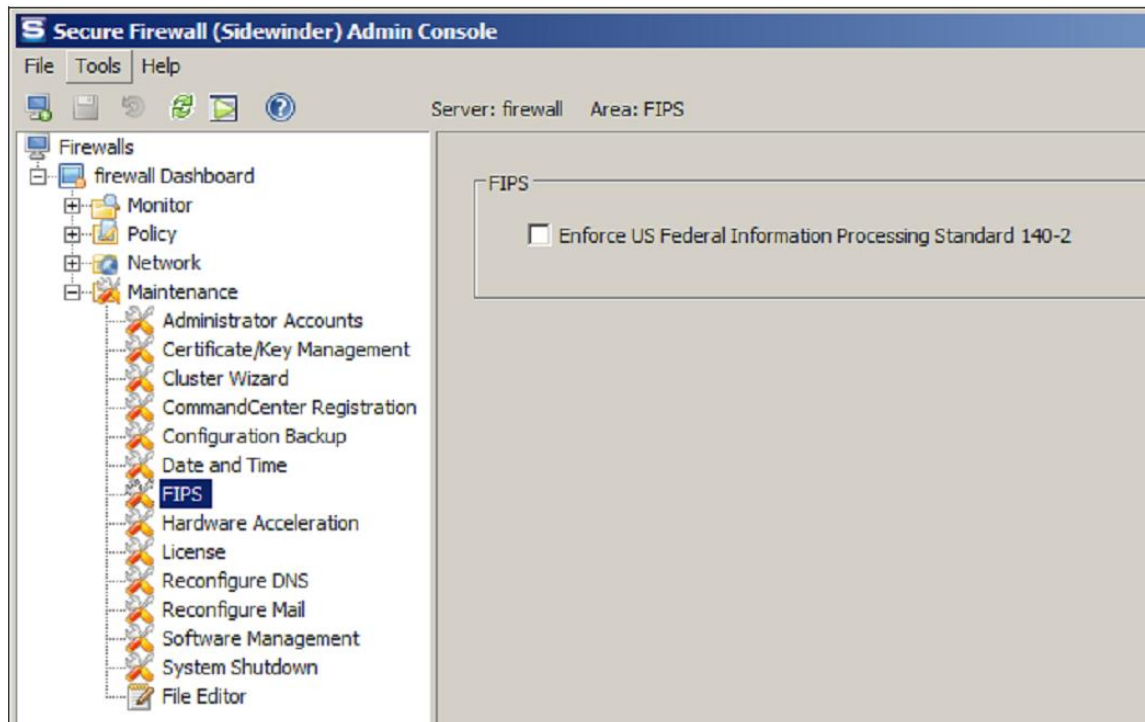 Secure Firewall (Sidewinder) Admin Console
File Tools Help
Server: firewall Area: FIPS
Firewalls
firewall Dashboard
Monitor
Policy
Network
Maintenance
Administrator Accounts
Certificate/Key Management
Cluster Wizard
CommandCenter Registration
Configuration Backup
Date and Time
FIPS
Hardware Acceleration
License
Reconfigure DNS
Reconfigure Mail
Software Management
System Shutdown
File Editor
FIPS
Enforce US Federal Information Processing Standard 140-2